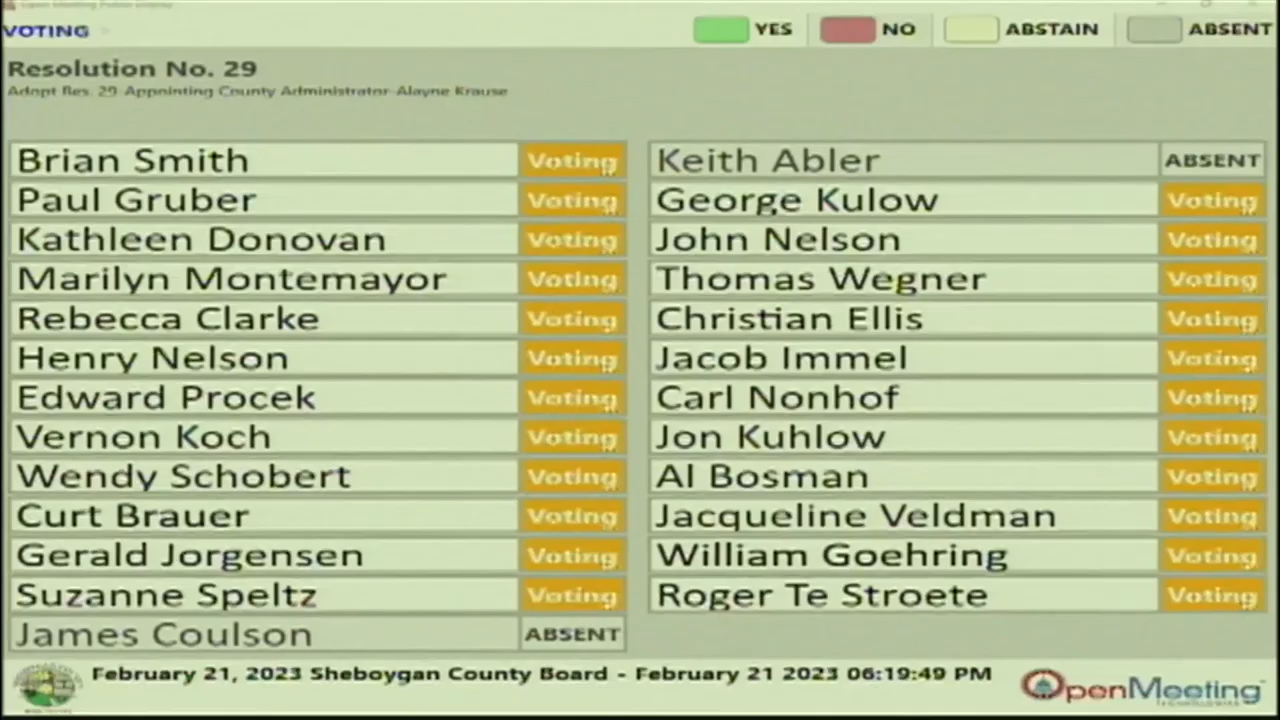 Open Meeting Public Display
VOTING
YES NO ABSTAIN ABSENT
Resolution No. 29
Adopt Res. 29 Appointing County Administrator-Alayne Krause
Brian Smith Voting
Paul Gruber Voting
Kathleen Donovan Voting
Marilyn Montemayor Voting
Rebecca Clarke Voting
Henry Nelson Voting
Edward Procek Voting
Vernon Koch Voting
Wendy Schobert Voting
Curt Brauer Voting
Gerald Jorgensen Voting
Suzanne Speltz Voting
James Coulson ABSENT
Keith Abler ABSENT
George Kulow Voting
John Nelson Voting
Thomas Wegner Voting
Christian Ellis Voting
Jacob Immel Voting
Carl Nonhof Voting
Jon Kuhlow Voting
Al Bosman Voting
Jacqueline Veldman Voting
William Goehring Voting
Roger Te Stroete Voting
February 21, 2023 Sheboygan County Board - February 21 2023 06:19:49 PM
OpenMeeting
TECHNOLOGIES